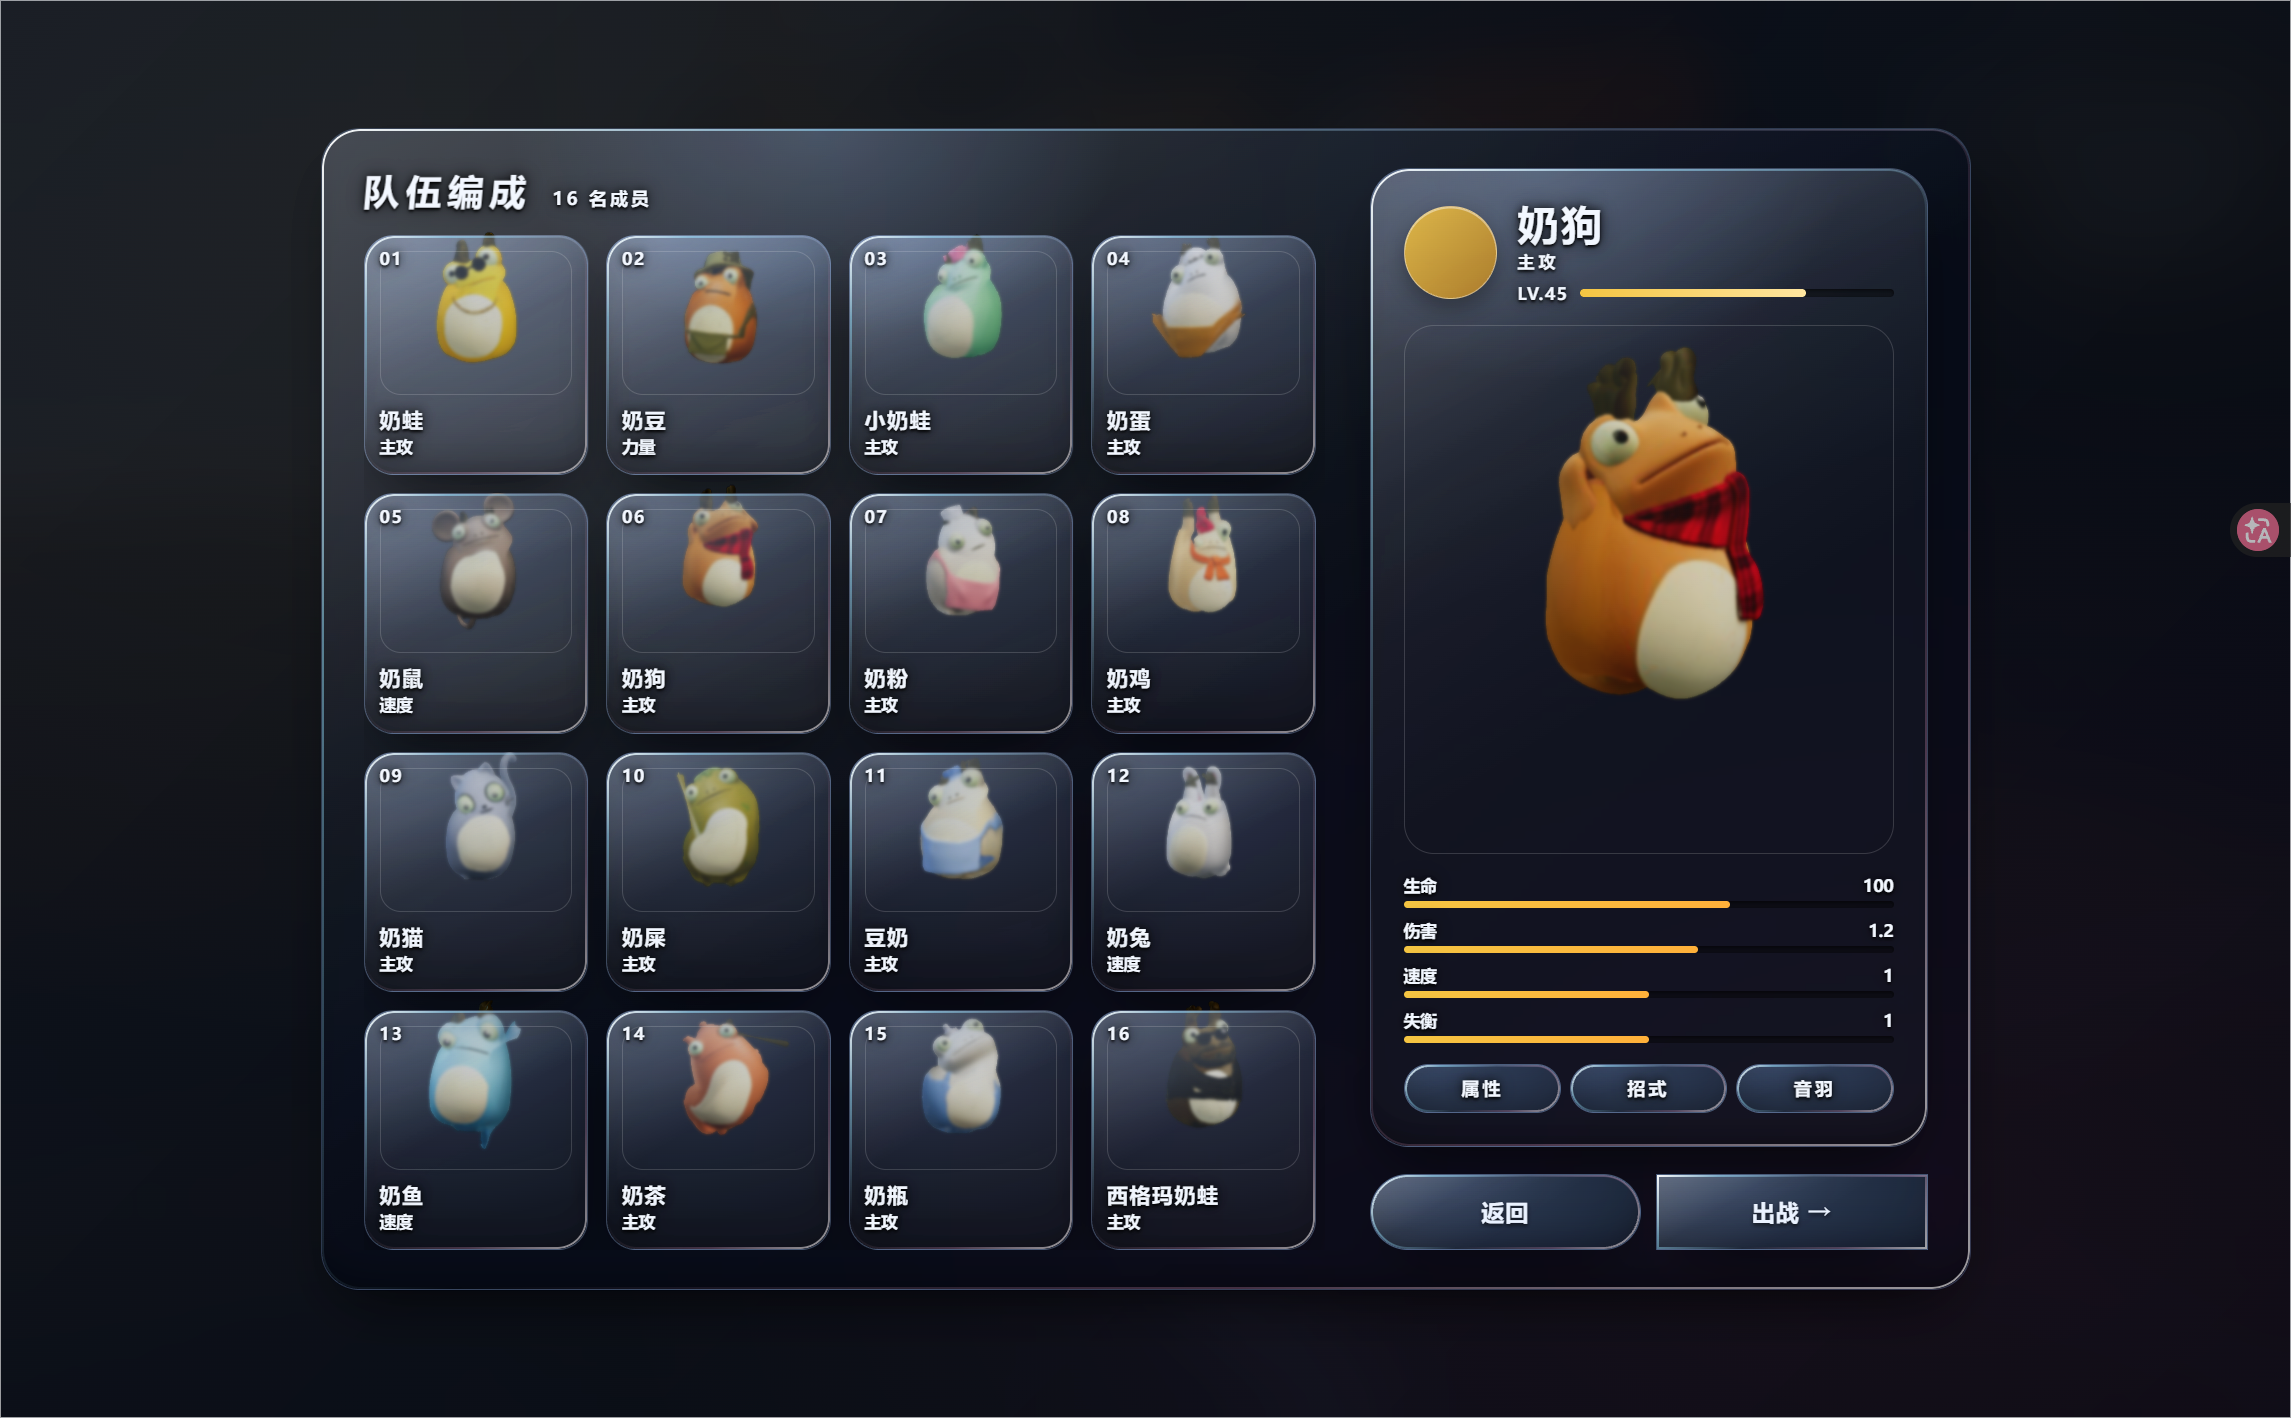 队伍编成 16 名成员
01
奶蛙
主攻
02
奶豆
力量
03
小奶蛙
主攻
04
奶蛋
主攻
05
奶鼠
速度
06
奶狗
主攻
07
奶粉
主攻
08
奶鸡
主攻
09
奶猫
主攻
10
奶屎
主攻
11
豆奶
主攻
12
奶兔
速度
13
奶鱼
速度
14
奶茶
主攻
15
奶瓶
主攻
16
西格玛奶蛙
主攻
奶狗
主攻
LV.45
生命 100
伤害 1.2
速度 1
失衡 1
属性 招式 音羽
返回 出战 →